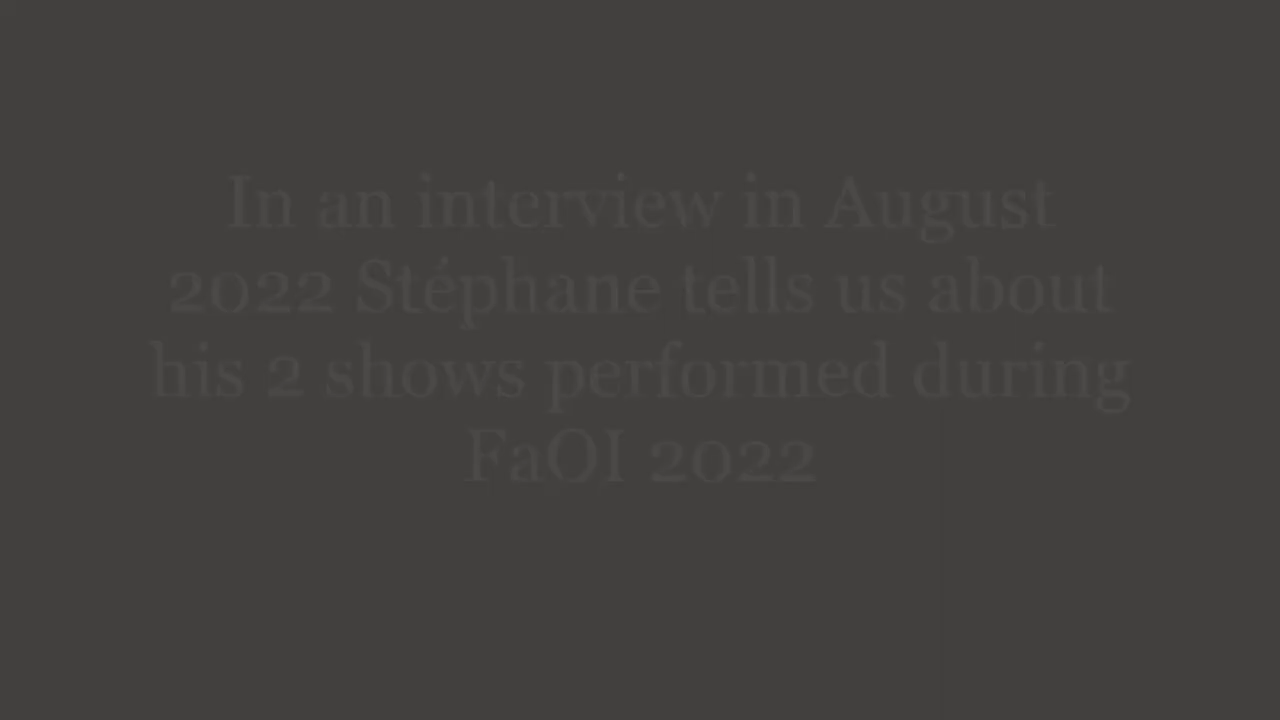 In an interview in August
2022 Stéphane tells us about
his 2 shows performed during
FaOI 2022